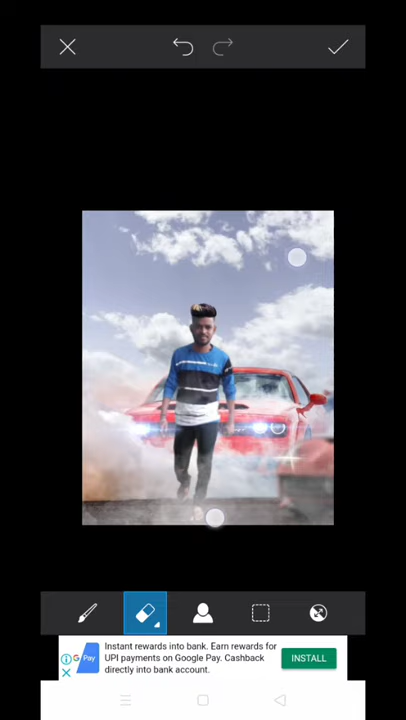 Instant rewards into bank. Earn rewards for
G Pay UPI payments on Google Pay. Cashback
directly into bank account.
INSTALL